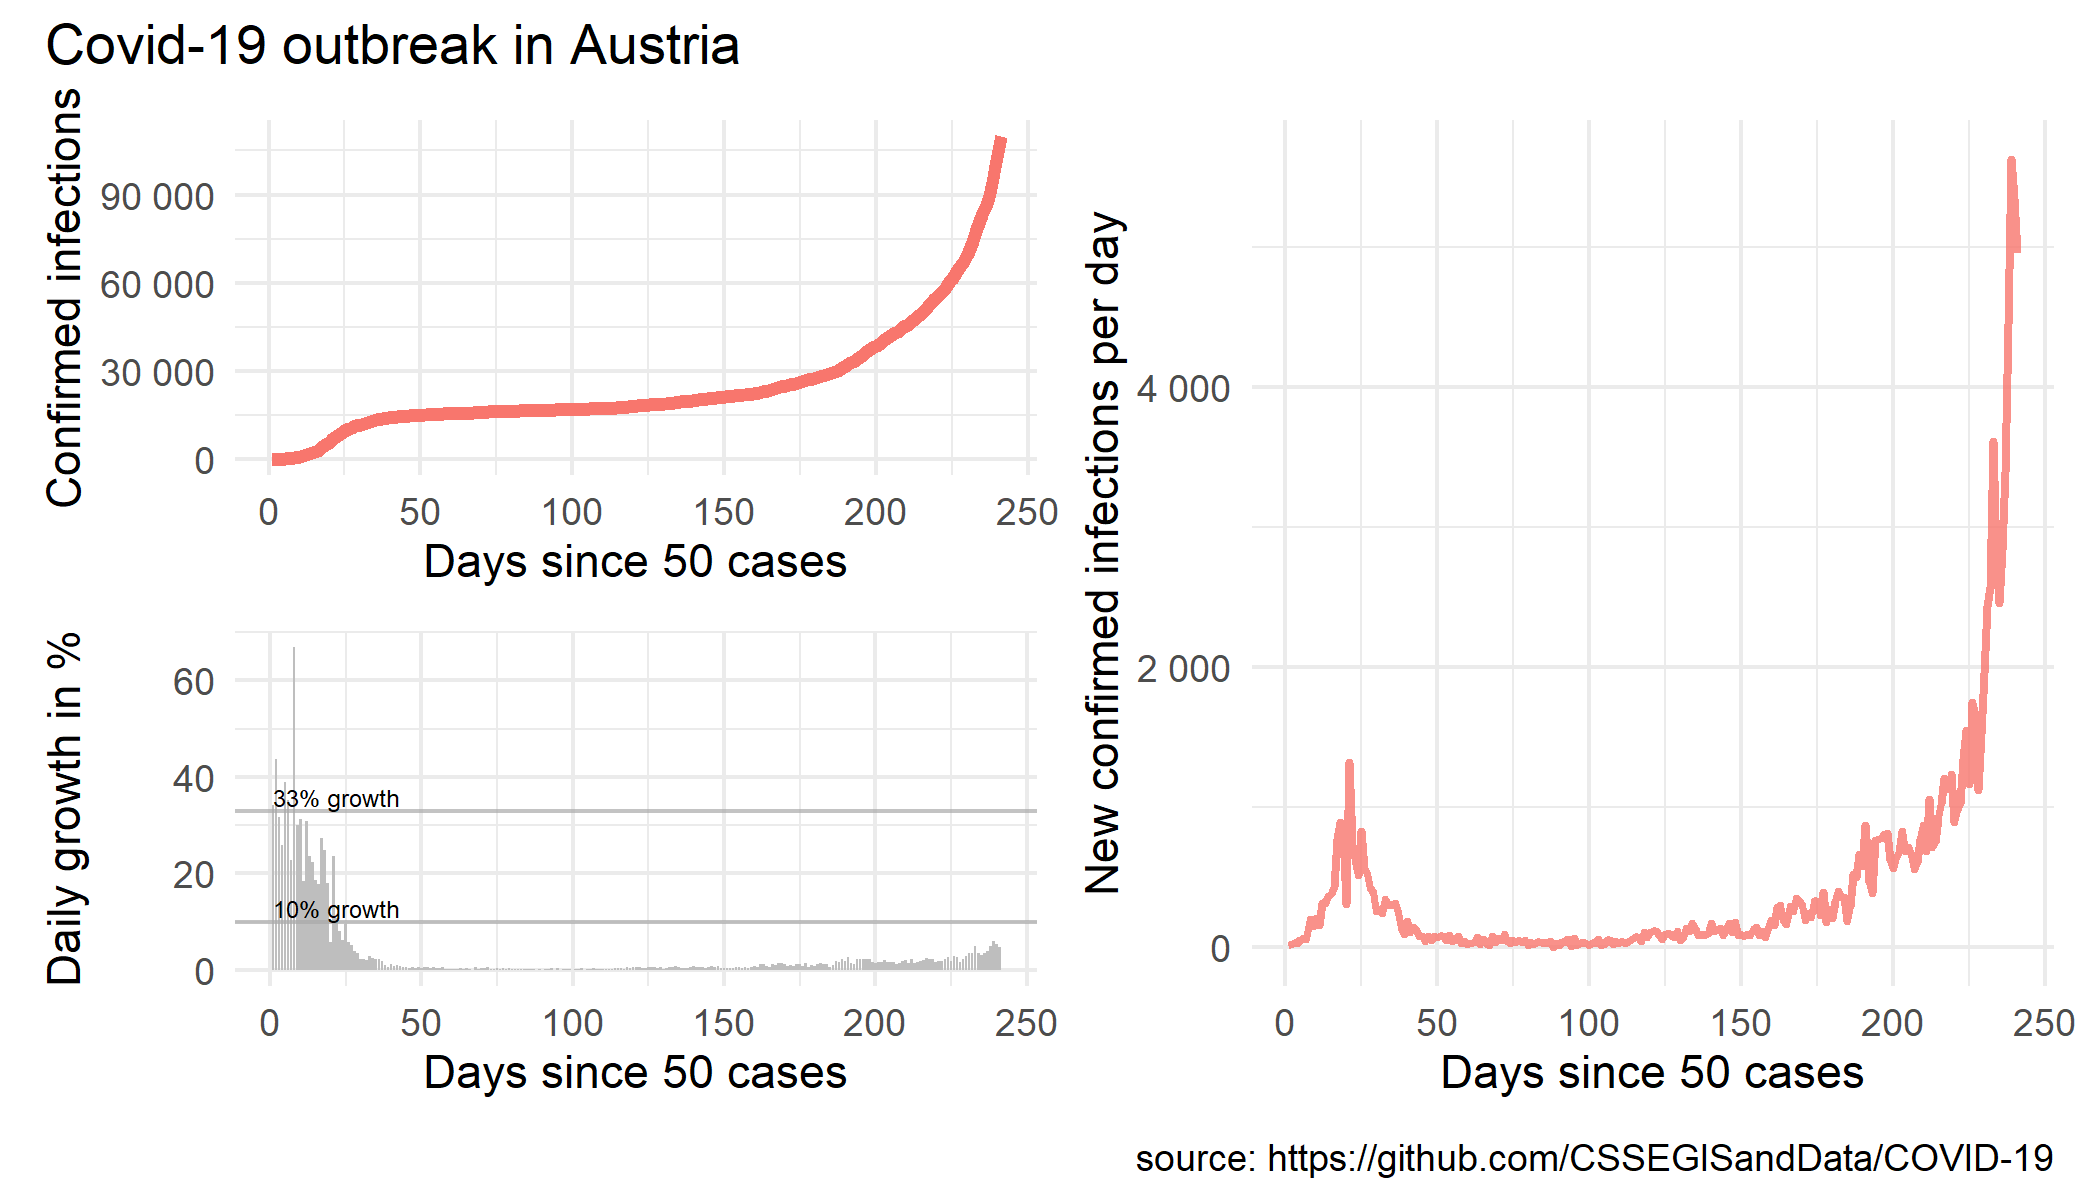 Covid-19 outbreak in Austria
Confirmed infections
90 000
60 000
30 000
0
0 50 100 150 200 250
Days since 50 cases
Daily growth in %
60
40
20
0
33% growth
10% growth
0 50 100 150 200 250
Days since 50 cases
New confirmed infections per day
4 000
2 000
0
0 50 100 150 200 250
Days since 50 cases
source: https://github.com/CSSEGISandData/COVID-19